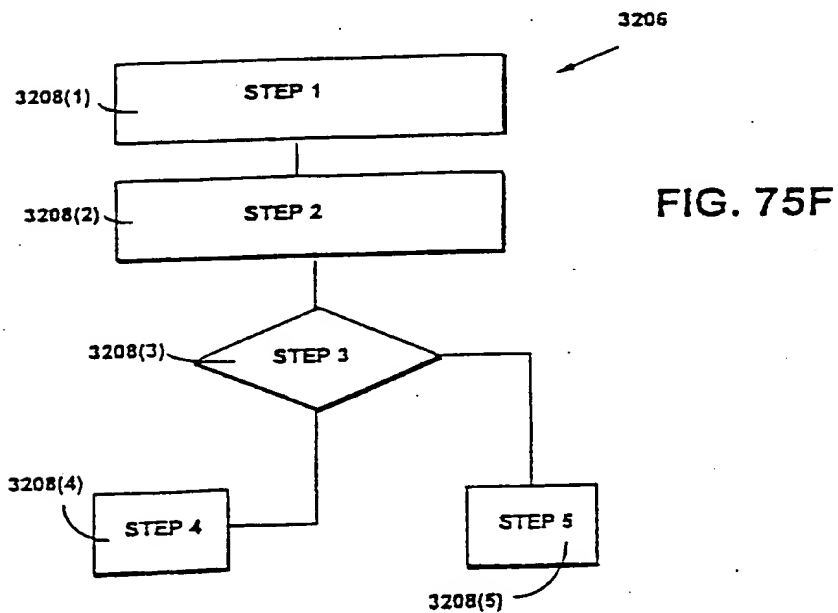 3206
STEP 1
3208(1)
STEP 2
3208(2)
FIG. 75F
STEP 3
3208(3)
3208(4)
STEP 4
STEP 5
3208(5)